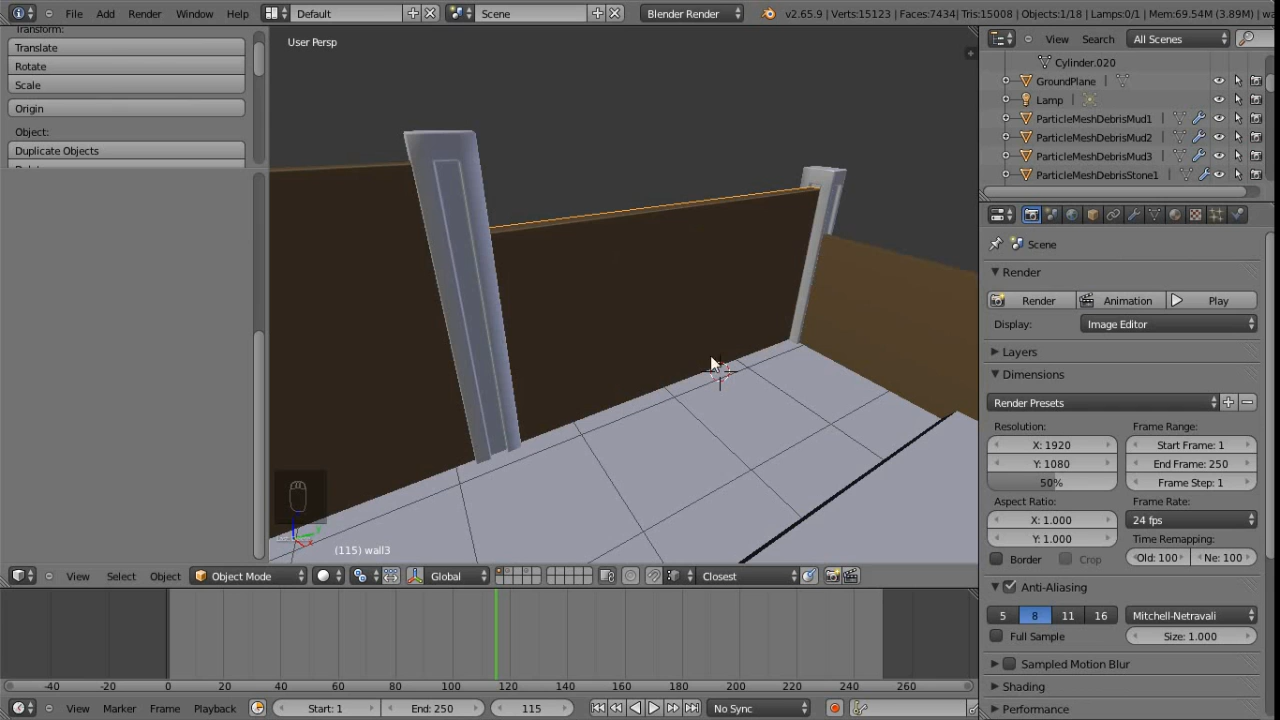 File Add Render Window Help Default Scene Blender Render v2.65.9 | Verts:15123 | Faces:7434| Tris:15008 | Objects:1/18 | Lamps:0/1 | Mem:69.54M (3.89M) |
Transform:
Translate
Rotate
Scale
Origin
Object:
Duplicate Objects
User Persp
(115) wall3
View Search All Scenes
Cylinder.020
GroundPlane
Lamp
ParticleMeshDebrisMud1
ParticleMeshDebrisMud2
ParticleMeshDebrisMud3
ParticleMeshDebrisStone1
Scene
Render
Render Animation Play
Display: Image Editor
Layers
Dimensions
Render Presets
Resolution: Frame Range:
X: 1920 Start Frame: 1
Y: 1080 End Frame: 250
50% Frame Step: 1
Aspect Ratio: Frame Rate:
X: 1.000 24 fps
Y: 1.000 Time Remapping:
Border Crop Old: 100 Ne: 100
Anti-Aliasing
5 8 11 16 Mitchell-Netravali
Full Sample Size: 1.000
Sampled Motion Blur
Shading
Performance
View Select Object Object Mode Global Closest
-40 -20 0 20 40 60 80 100 120 140 160 180 200 220 240 260
View Marker Frame Playback Start: 1 End: 250 115 No Sync